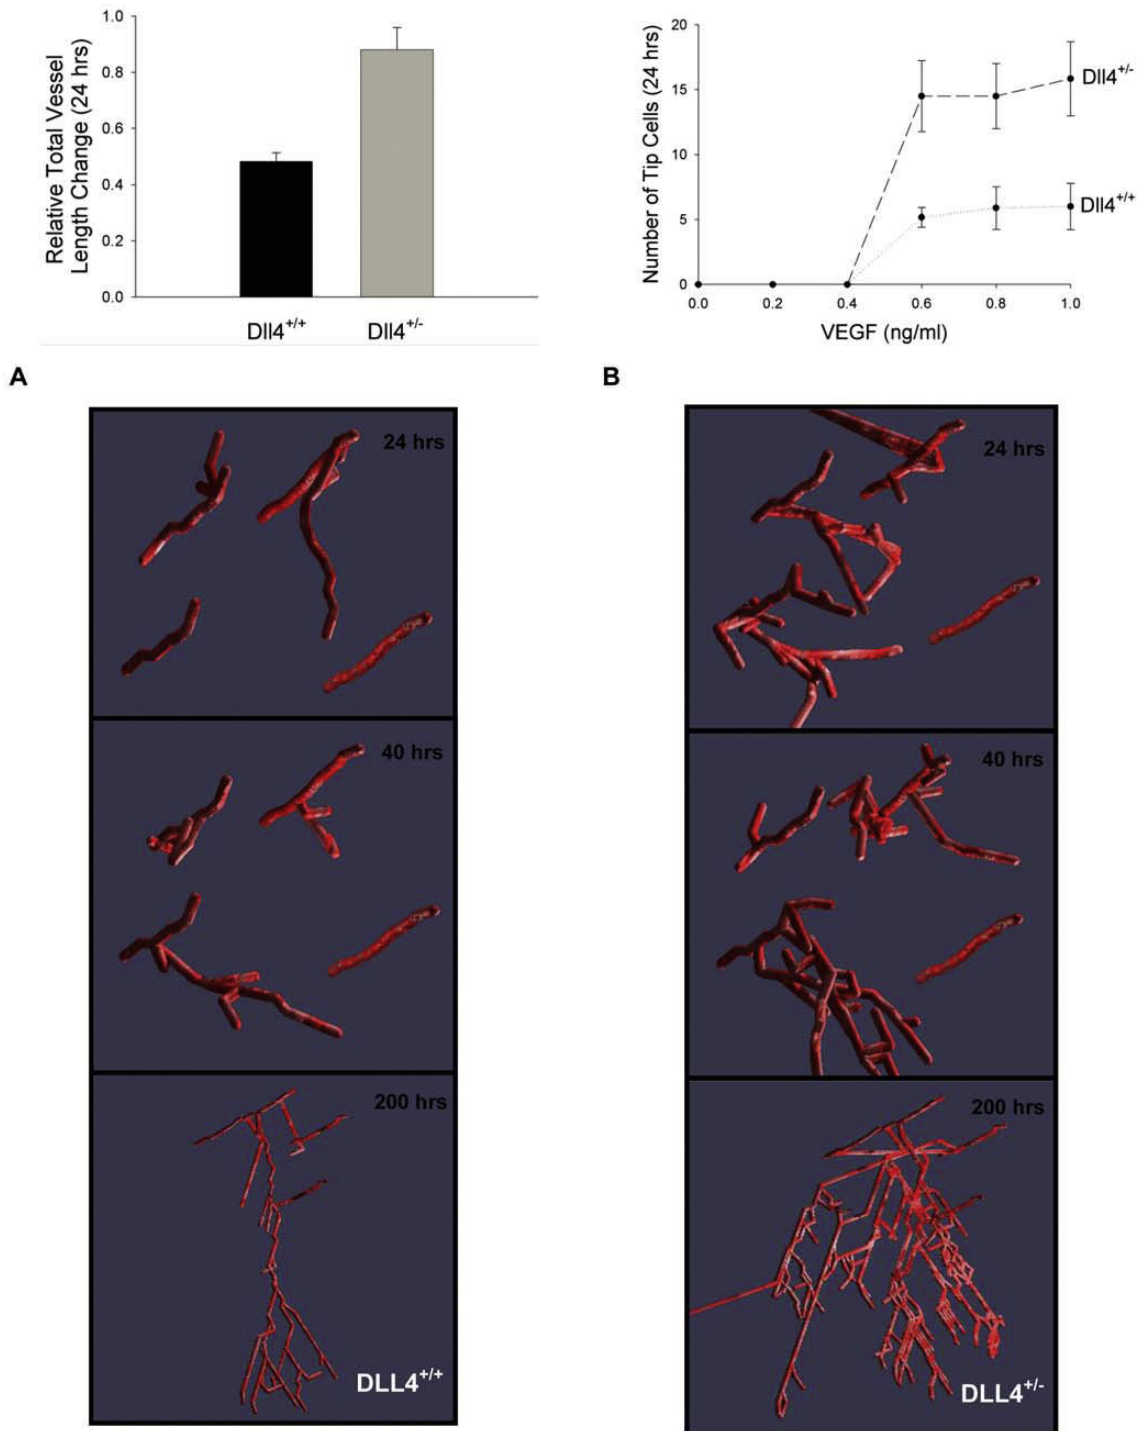 Relative Total Vessel
Length Change (24 hrs)
1.0
0.8
0.6
0.4
0.2
0.0
Dll4+/+
Dll4+/-
Number of Tip Cells (24 hrs)
20
15
10
5
0
0.0 0.2 0.4 0.6 0.8 1.0
VEGF (ng/ml)
Dll4+/-
Dll4+/+
A
24 hrs
40 hrs
200 hrs
DLL4+/+
B
24 hrs
40 hrs
200 hrs
DLL4+/-